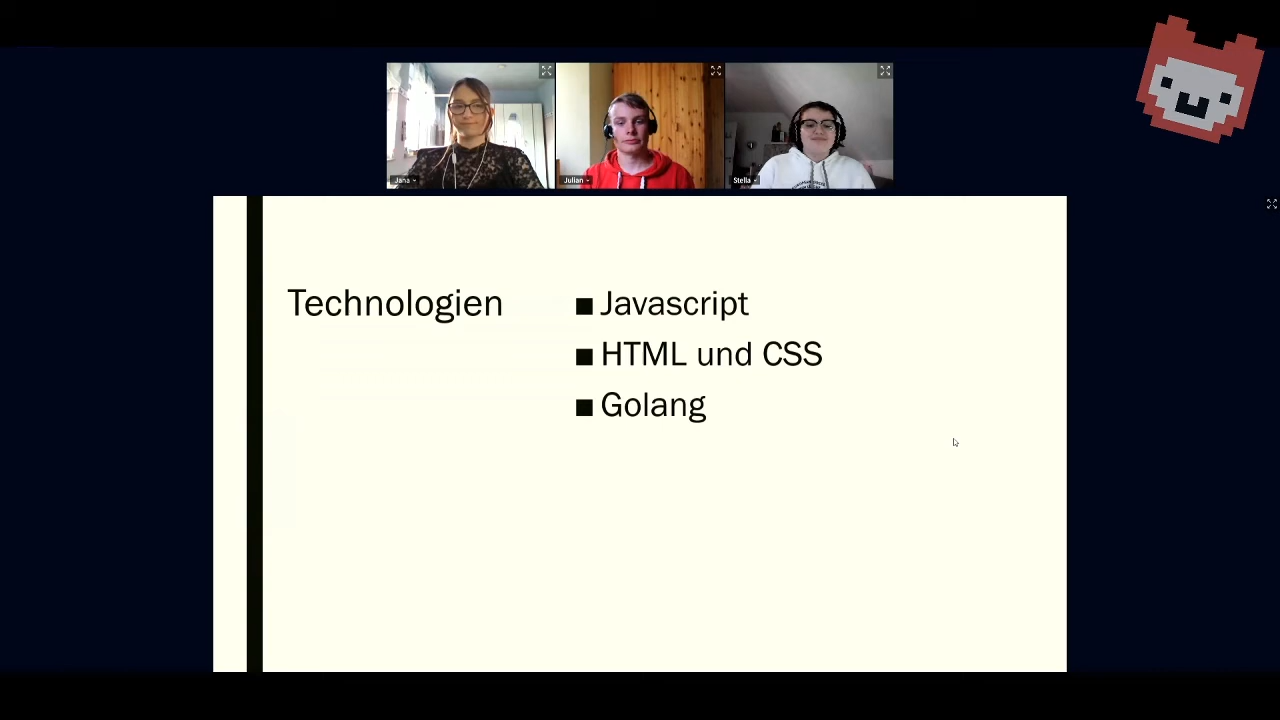 Jana
Julian
Stella
Technologien
■ Javascript
■ HTML und CSS
■ Golang